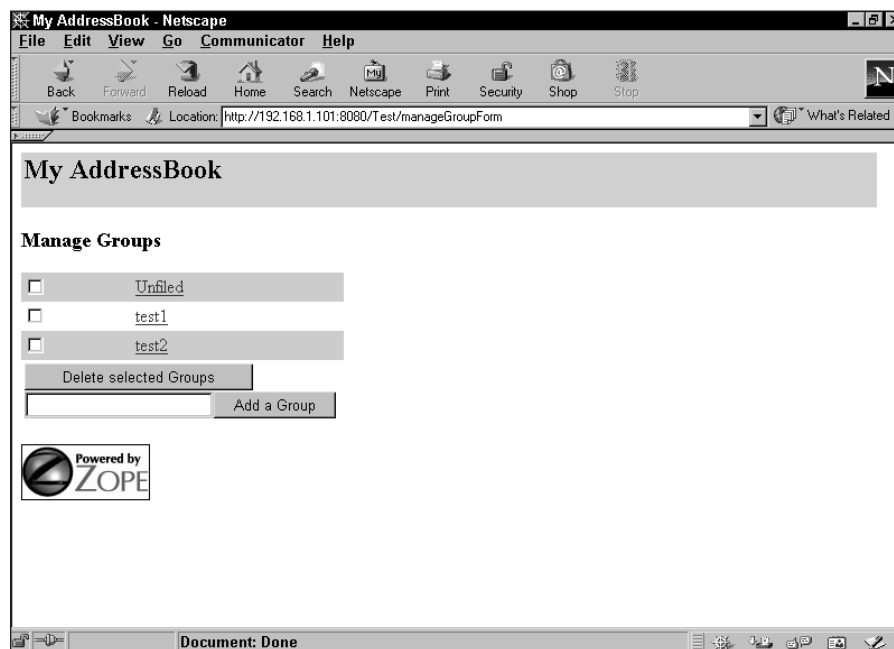 My AddressBook - Netscape
File Edit View Go Communicator Help
Back Forward Reload Home Search Netscape Print Security Shop Stop
My
N
Bookmarks Location: http://192.168.1.101:8080/Test/manageGroupForm What's Related
My AddressBook
Manage Groups
Unfiled
test1
test2
Delete selected Groups
Add a Group
Powered by
ZOPE
Document: Done